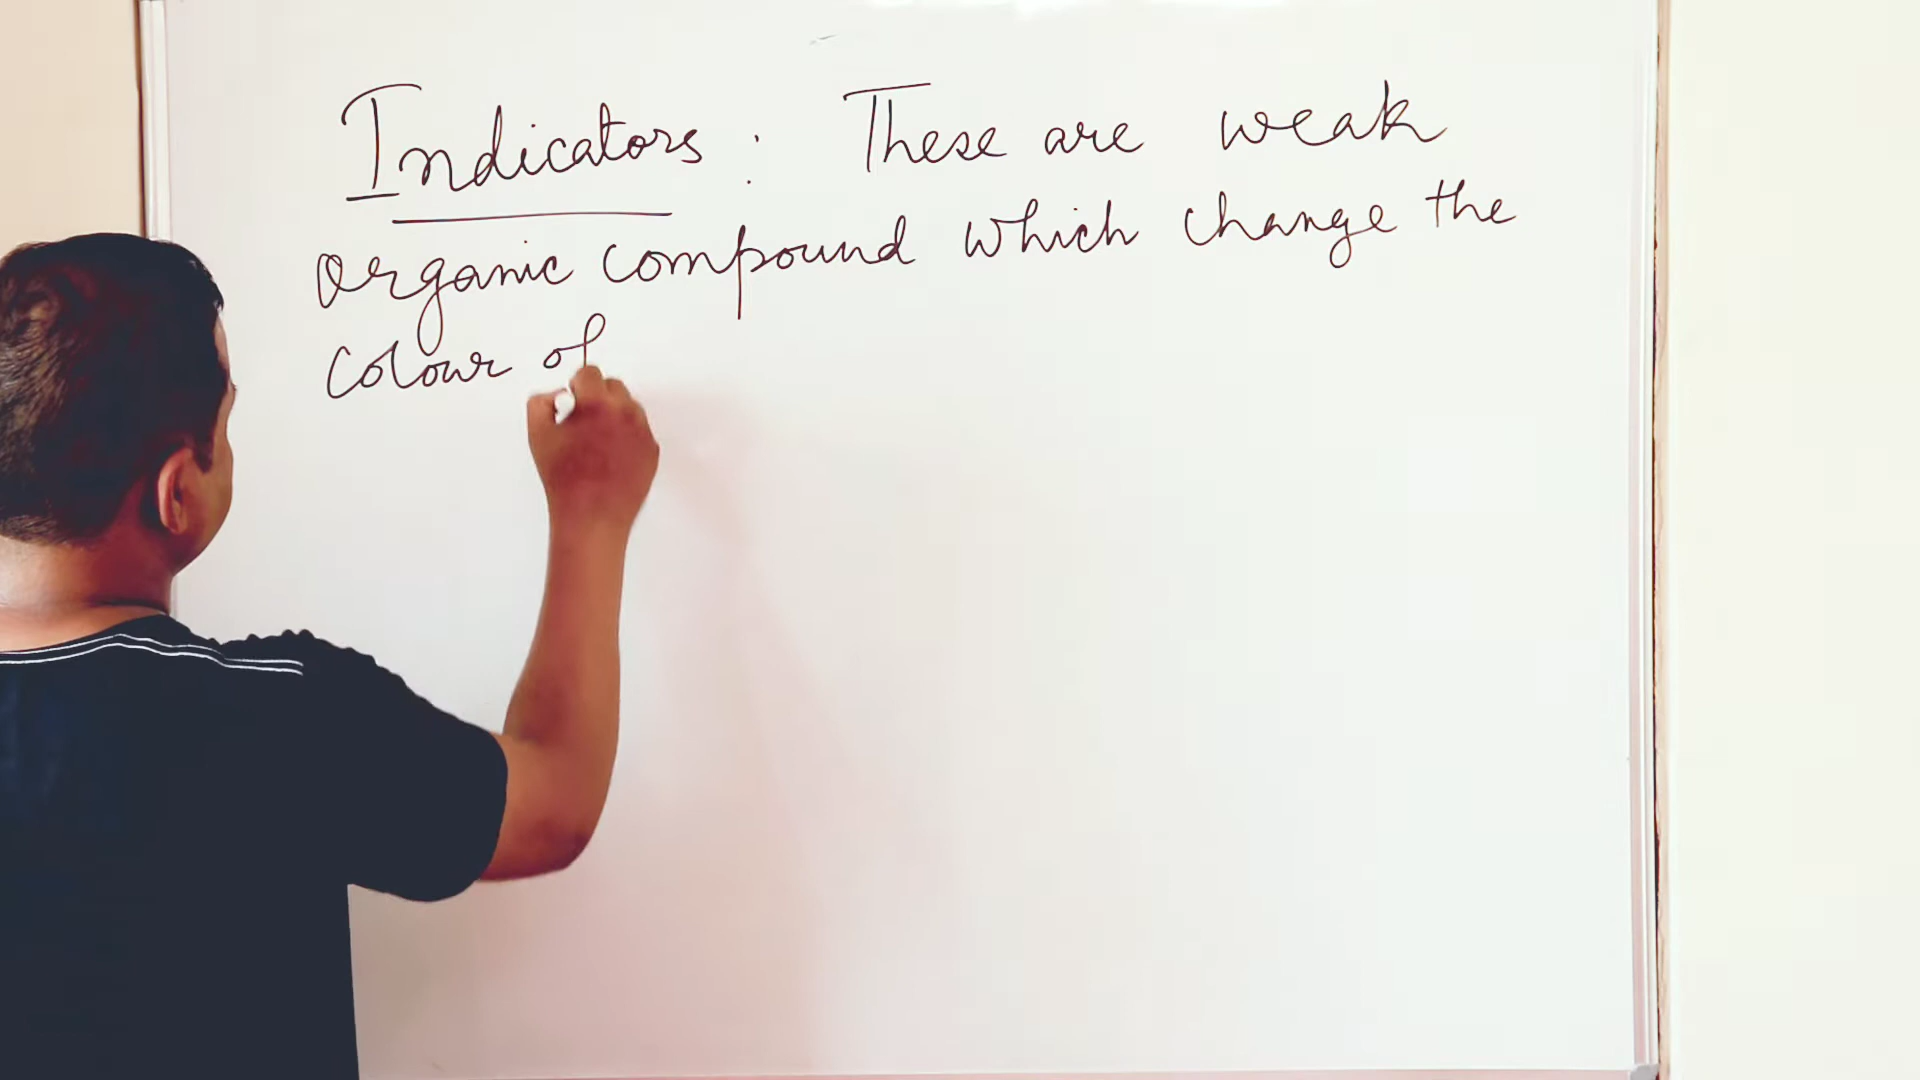 Indicators : These are weak
organic compound which change the
colour of